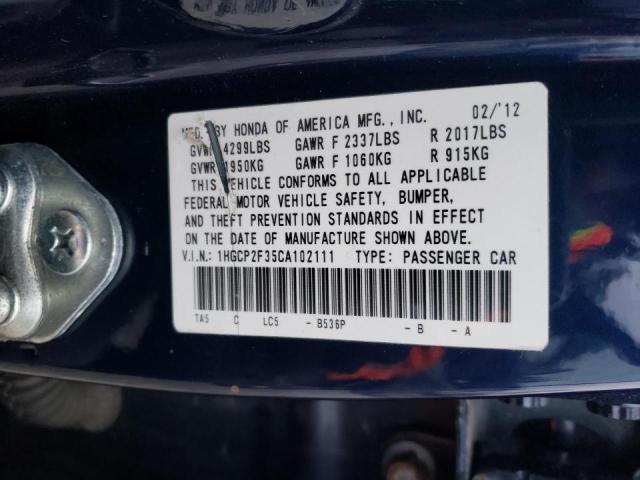 MFD. BY HONDA OF AMERICA MFG., INC. 02/'12
GVWR 4299LBS GAWR F 2337LBS R 2017LBS
GVWR 1950KG GAWR F 1060KG R 915KG
THIS VEHICLE CONFORMS TO ALL APPLICABLE
FEDERAL MOTOR VEHICLE SAFETY, BUMPER,
AND THEFT PREVENTION STANDARDS IN EFFECT
ON THE DATE OF MANUFACTURE SHOWN ABOVE.
V.I.N.: 1HGCP2F35CA102111 TYPE: PASSENGER CAR
TA5 C LC5 - B536P - B - A